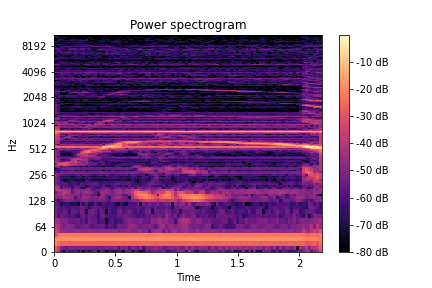 Power spectrogram
8192
4096
2048
1024
512
256
128
64
0
Hz
0
0.5
1
1.5
2
Time
-10 dB
-20 dB
-30 dB
-40 dB
-50 dB
-60 dB
-70 dB
-80 dB